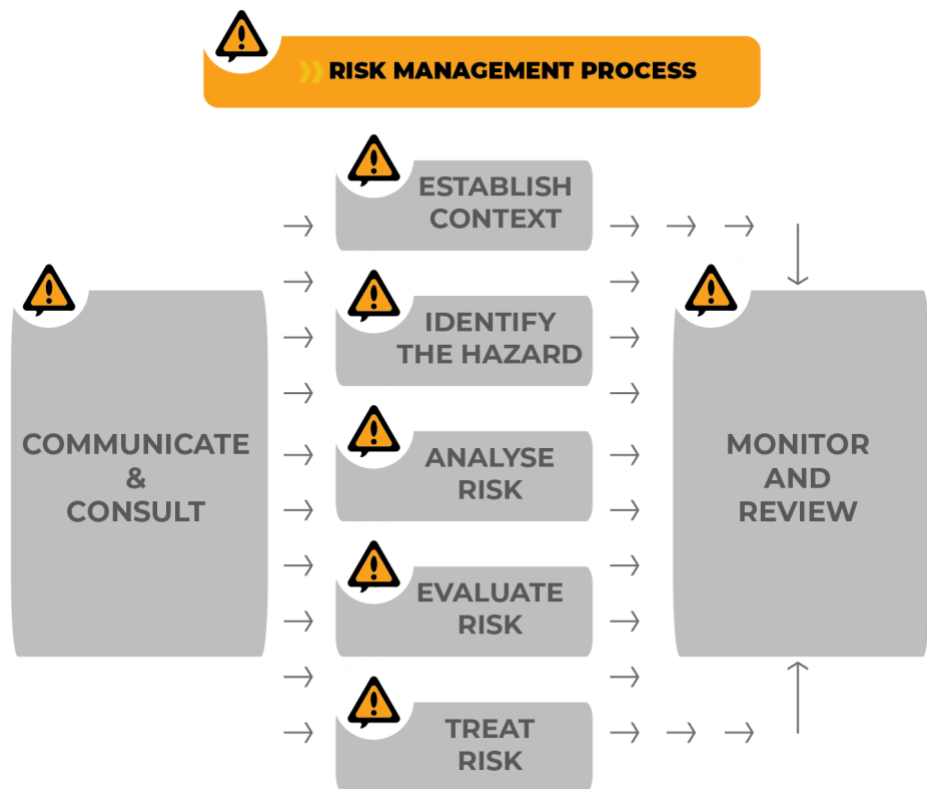 RISK MANAGEMENT PROCESS
ESTABLISH
CONTEXT
IDENTIFY
THE HAZARD
COMMUNICATE
&
CONSULT
ANALYSE
RISK
MONITOR
AND
REVIEW
EVALUATE
RISK
TREAT
RISK